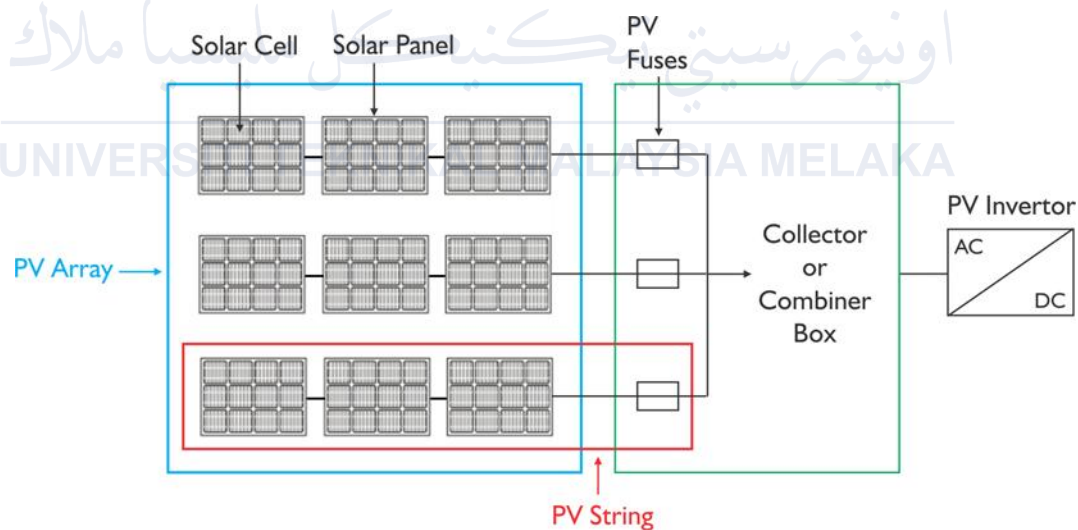 اونيۏرسيتي تيكنيكل مليسيا ملاك
UNIVERSITI TEKNIKAL MALAYSIA MELAKA
Solar Cell
Solar Panel
PV
Fuses
PV Array
Collector
or
Combiner
Box
PV Invertor
AC
DC
PV String